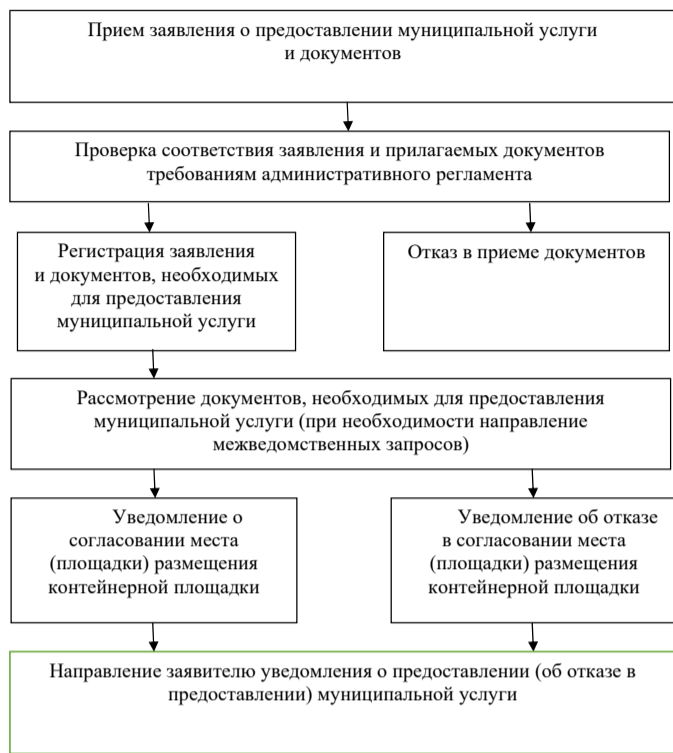 Прием заявления о предоставлении муниципальной услуги
и документов
Проверка соответствия заявления и прилагаемых документов
требованиям административного регламента
Регистрация заявления
и документов, необходимых
для предоставления
муниципальной услуги
Отказ в приеме документов
Рассмотрение документов, необходимых для предоставления
муниципальной услуги (при необходимости направление
межведомственных запросов)
Уведомление о
согласовании места
(площадки) размещения
контейнерной площадки
Уведомление об отказе
в согласовании места
(площадки) размещения
контейнерной площадки
Направление заявителю уведомления о предоставлении (об отказе в
предоставлении) муниципальной услуги